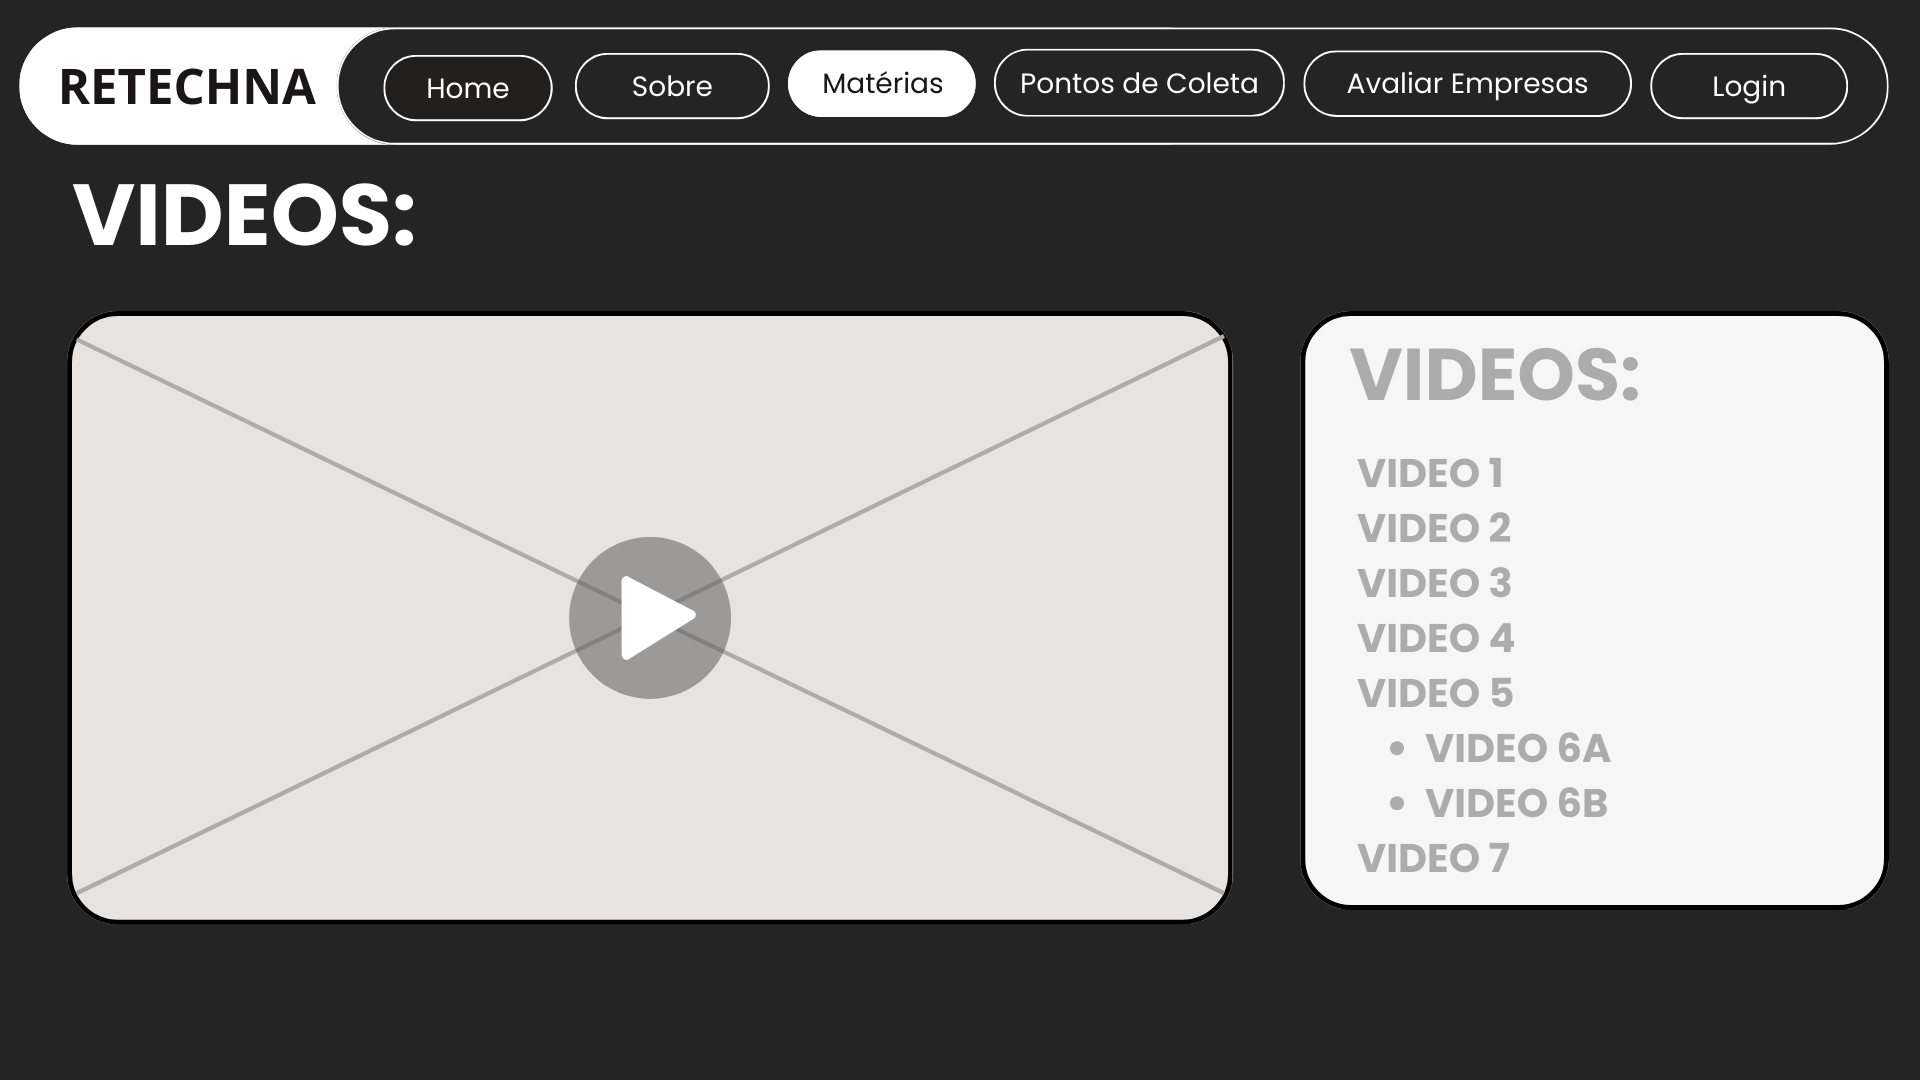 RETECHNA
Home
Sobre
Matérias
Pontos de Coleta
Avaliar Empresas
Login
VIDEOS:
VIDEOS:
VIDEO 1
VIDEO 2
VIDEO 3
VIDEO 4
VIDEO 5
• VIDEO 6A
• VIDEO 6B
VIDEO 7